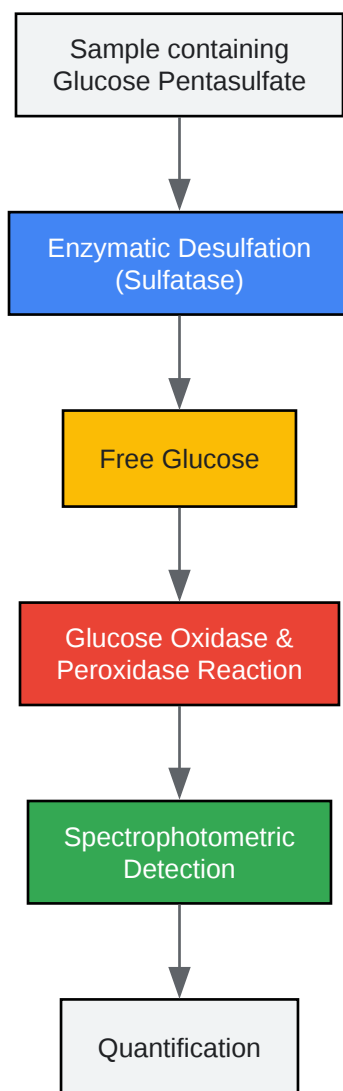 Sample containing
Glucose Pentasulfate
Enzymatic Desulfation
(Sulfatase)
Free Glucose
Glucose Oxidase &
Peroxidase Reaction
Spectrophotometric
Detection
Quantification